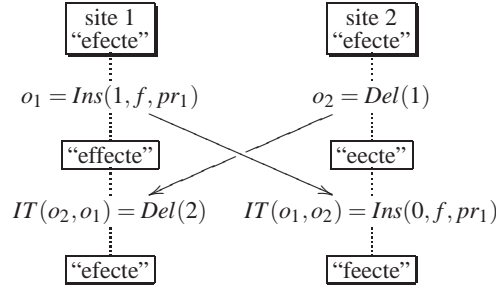 site 1 site 2
“efecte” “efecte”
o₁ = Ins(1, f, pr₁) o₂ = Del(1)
“effecte” “eecte”
IT(o₂, o₁) = Del(2) IT(o₁, o₂) = Ins(0, f, pr₁)
“efecte” “feecte”